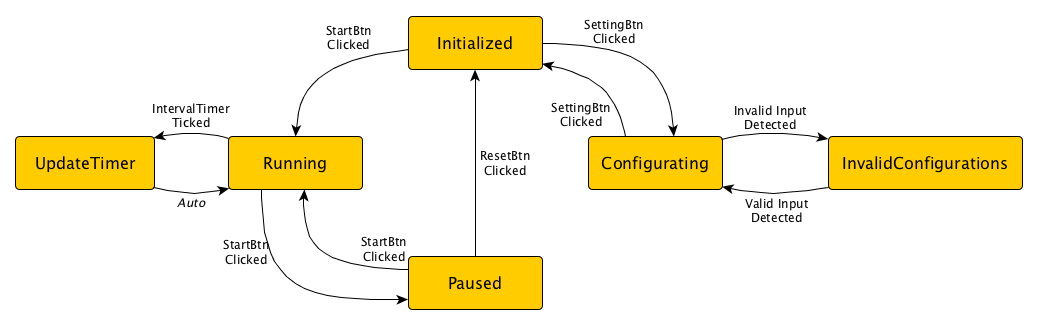 Initialized
StartBtn
Clicked
SettingBtn
Clicked
SettingBtn
Clicked
IntervalTimer
Ticked
Invalid Input
Detected
UpdateTimer
Running
Configurating
InvalidConfigurations
ResetBtn
Clicked
Auto
Valid Input
Detected
StartBtn
Clicked
StartBtn
Clicked
Paused